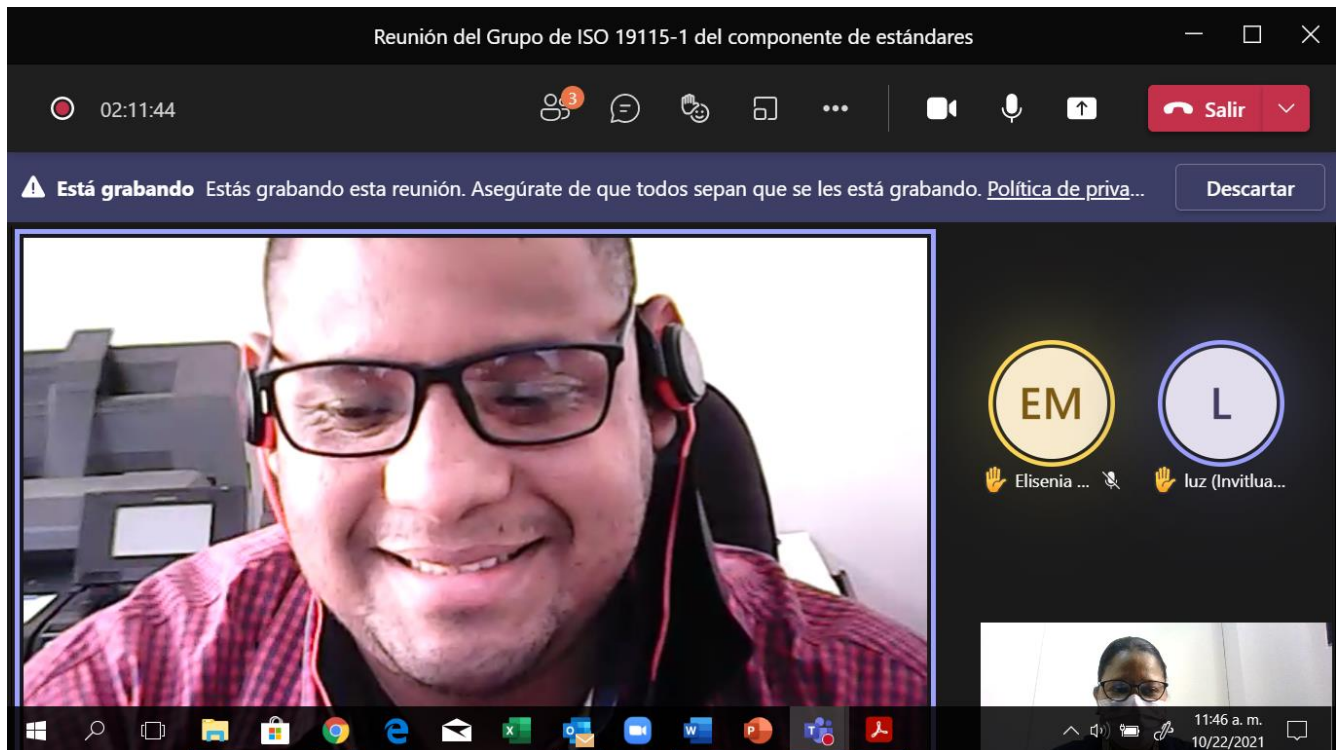 Reunión del Grupo de ISO 19115-1 del componente de estándares
02:11:44
3
Salir
Está grabando Estás grabando esta reunión. Asegúrate de que todos sepan que se les está grabando. Política de priva...
Descartar
EM
L
Elisenia ...
luz (Invitlua...
11:46 a. m.
10/22/2021